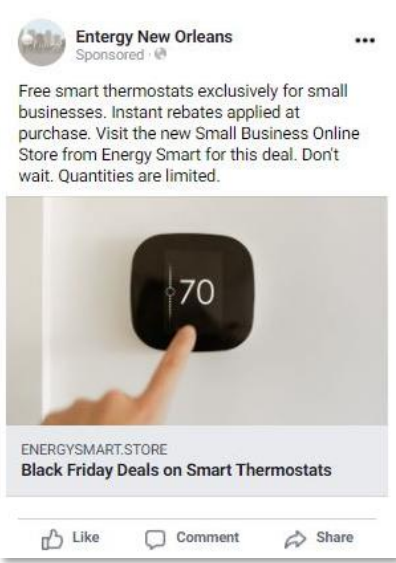 Entergy New Orleans
Sponsored ·
Free smart thermostats exclusively for small
businesses. Instant rebates applied at
purchase. Visit the new Small Business Online
Store from Energy Smart for this deal. Don't
wait. Quantities are limited.
70
ENERGYSMART.STORE
Black Friday Deals on Smart Thermostats
Like Comment Share